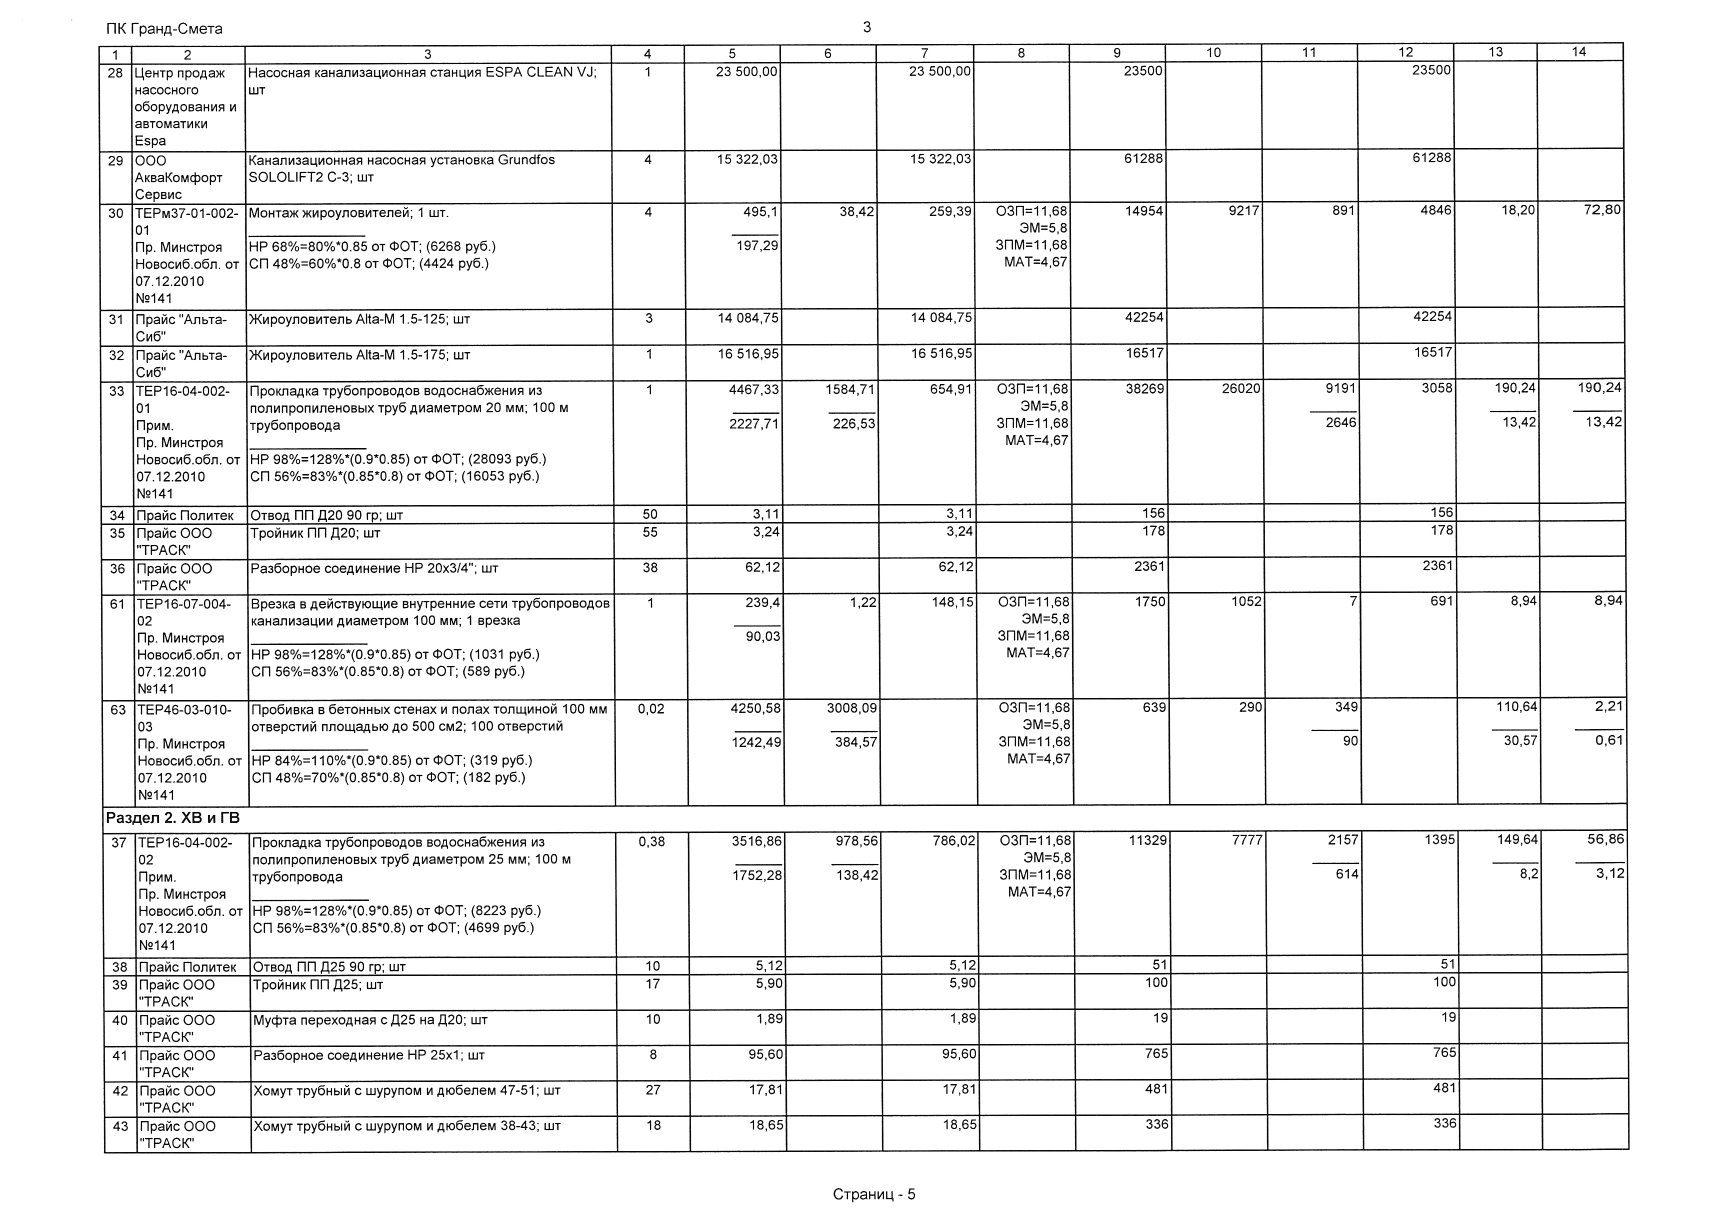 ПК Гранд-Смета
3
1 2 3 4 5 6 7 8 9 10 11 12 13 14
28 Центр продаж Насосная канализационная станция ESPA CLEAN VJ; 1 23 500,00 23 500,00 23500 23500
насосного шт
оборудования и
автоматики
Espa
29 ООО Канализационная насосная установка Grundfos 4 15 322,03 15 322,03 61288 61288
АкваКомфорт SOLOLIFT2 C-3; шт
Сервис
30 ТЕРм37-01-002- Монтаж жироуловителей; 1 шт. 4 495,1 38,42 259,39 ОЗП=11,68 14954 9217 891 4846 18,20 72,80
01 ЭМ=5,8
Пр. Минстроя НР 68%=80%*0.85 от ФОТ; (6268 руб.) 197,29 ЗПМ=11,68
Новосиб.обл. от СП 48%=60%*0.8 от ФОТ; (4424 руб.) МАТ=4,67
07.12.2010
№141
31 Прайс "Альта- Жироуловитель Alta-M 1.5-125; шт 3 14 084,75 14 084,75 42254 42254
Сиб"
32 Прайс "Альта- Жироуловитель Alta-M 1.5-175; шт 1 16 516,95 16 516,95 16517 16517
Сиб"
33 ТЕР16-04-002- Прокладка трубопроводов водоснабжения из 1 4467,33 1584,71 654,91 ОЗП=11,68 38269 26020 9191 3058 190,24 190,24
01 полипропиленовых труб диаметром 20 мм; 100 м ЭМ=5,8
Прим. трубопровода 2227,71 226,53 ЗПМ=11,68 2646 13,42 13,42
Пр. Минстроя МАТ=4,67
Новосиб.обл. от НР 98%=128%*(0.9*0.85) от ФОТ; (28093 руб.)
07.12.2010 СП 56%=83%*(0.85*0.8) от ФОТ; (16053 руб.)
№141
34 Прайс Политек Отвод ПП Д20 90 гр; шт 50 3,11 3,11 156 156
35 Прайс ООО Тройник ПП Д20; шт 55 3,24 3,24 178 178
"ТРАСК"
36 Прайс ООО Разборное соединение НР 20х3/4"; шт 38 62,12 62,12 2361 2361
"ТРАСК"
61 ТЕР16-07-004- Врезка в действующие внутренние сети трубопроводов 1 239,4 1,22 148,15 ОЗП=11,68 1750 1052 7 691 8,94 8,94
02 канализации диаметром 100 мм; 1 врезка ЭМ=5,8
Пр. Минстроя 90,03 ЗПМ=11,68
Новосиб.обл. от НР 98%=128%*(0.9*0.85) от ФОТ; (1031 руб.) МАТ=4,67
07.12.2010 СП 56%=83%*(0.85*0.8) от ФОТ; (589 руб.)
№141
63 ТЕР46-03-010- Пробивка в бетонных стенах и полах толщиной 100 мм 0,02 4250,58 3008,09 ОЗП=11,68 639 290 349 110,64 2,21
03 отверстий площадью до 500 см2; 100 отверстий ЭМ=5,8
Пр. Минстроя 1242,49 384,57 ЗПМ=11,68 90 30,57 0,61
Новосиб.обл. от НР 84%=110%*(0.9*0.85) от ФОТ; (319 руб.) МАТ=4,67
07.12.2010 СП 48%=70%*(0.85*0.8) от ФОТ; (182 руб.)
№141
Раздел 2. ХВ и ГВ
37 ТЕР16-04-002- Прокладка трубопроводов водоснабжения из 0,38 3516,86 978,56 786,02 ОЗП=11,68 11329 7777 2157 1395 149,64 56,86
02 полипропиленовых труб диаметром 25 мм; 100 м ЭМ=5,8
Прим. трубопровода 1752,28 138,42 ЗПМ=11,68 614 8,2 3,12
Пр. Минстроя МАТ=4,67
Новосиб.обл. от НР 98%=128%*(0.9*0.85) от ФОТ; (8223 руб.)
07.12.2010 СП 56%=83%*(0.85*0.8) от ФОТ; (4699 руб.)
№141
38 Прайс Политек Отвод ПП Д25 90 гр; шт 10 5,12 5,12 51 51
39 Прайс ООО Тройник ПП Д25; шт 17 5,90 5,90 100 100
"ТРАСК"
40 Прайс ООО Муфта переходная с Д25 на Д20; шт 10 1,89 1,89 19 19
"ТРАСК"
41 Прайс ООО Разборное соединение НР 25х1; шт 8 95,60 95,60 765 765
"ТРАСК"
42 Прайс ООО Хомут трубный с шурупом и дюбелем 47-51; шт 27 17,81 17,81 481 481
"ТРАСК"
43 Прайс ООО Хомут трубный с шурупом и дюбелем 38-43; шт 18 18,65 18,65 336 336
"ТРАСК"
Страниц - 5